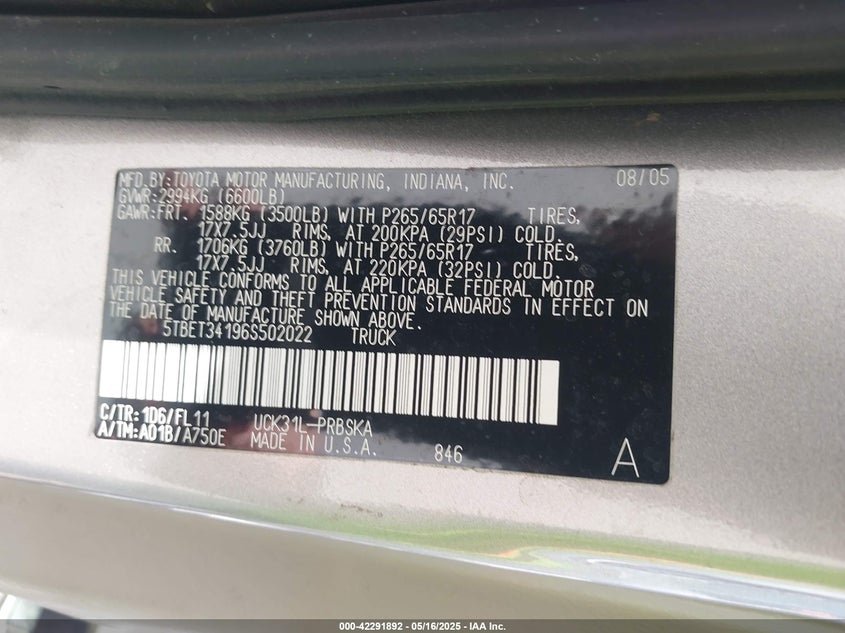 MFD.BY:TOYOTA MOTOR MANUFACTURING, INDIANA, INC. 08/05
GVWR:2994KG (6600LB)
GAWR:FRT. 1588KG (3500LB) WITH P265/65R17 TIRES,
17X7.5JJ RIMS, AT 200KPA (29PSI) COLD.
RR. 1706KG (3760LB) WITH P265/65R17 TIRES,
17X7.5JJ RIMS, AT 220KPA (32PSI) COLD.
THIS VEHICLE CONFORMS TO ALL APPLICABLE FEDERAL MOTOR
VEHICLE SAFETY AND THEFT PREVENTION STANDARDS IN EFFECT ON
THE DATE OF MANUFACTURE SHOWN ABOVE.
5TBET34196S502022 TRUCK
C/TR:1D6/FL11 UCK31L-PRBSKA
A/TM:A01B/A750E MADE IN U.S.A. 846 A
000-42291892 - 05/16/2025 - IAA Inc.